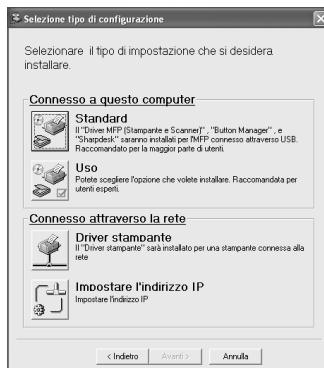 Selezione tipo di configurazione
Selezionare il tipo di impostazione che si desidera
installare.
Connesso a questo computer
Standard
Il "Driver MFP (Stampante e Scanner)" , "Button Manager" , e
"Sharpdesk" saranno installati per l'MFP connesso attraverso USB.
Raccomandato per la maggior parte di utenti.
Uso
Potete scegliere l'opzione che volete installare. Raccomandata per
utenti esperti.
Connesso attraverso la rete
Driver stampante
Il "Driver stampante" sarà installato per una stampante connessa alla
rete
Impostare l'indirizzo IP
Impostare l'indirizzo IP
< Indietro
Avanti >
Annulla